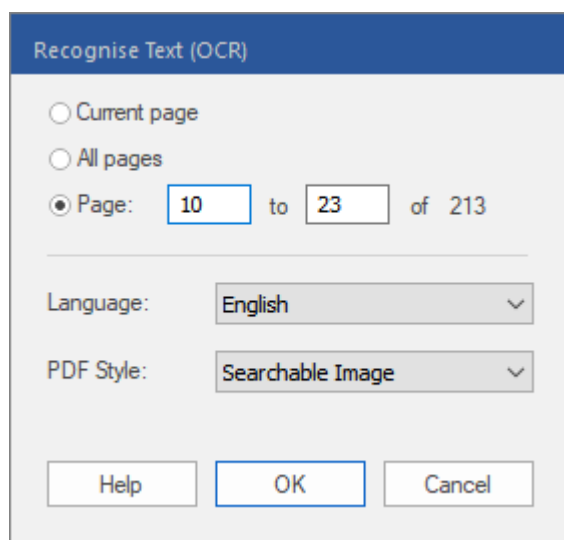 Recognise Text (OCR)
Current page
All pages
Page: 10 to 23 of 213
Language: English
PDF Style: Searchable Image
Help OK Cancel